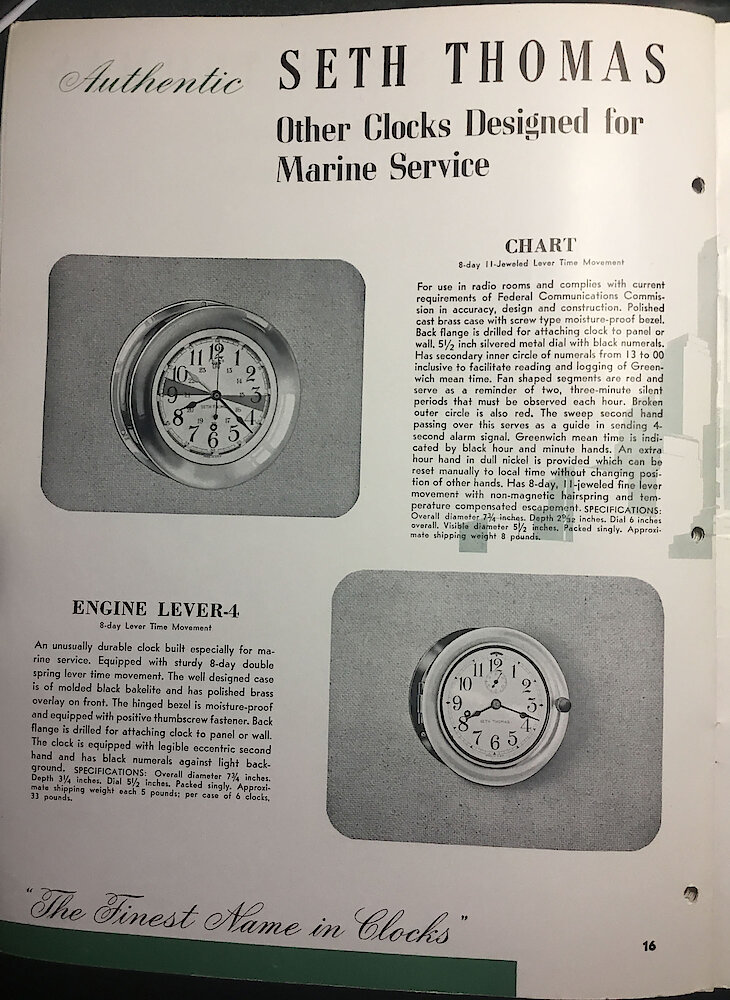 Authentic SETH THOMAS
Other Clocks Designed for
Marine Service
CHART
8-day 11-Jeweled Lever Time Movement
For use in radio rooms and complies with current
requirements of Federal Communications Commis-
sion in accuracy, design and construction. Polished
cast brass case with screw type moisture-proof bezel.
Back flange is drilled for attaching clock to panel or
wall. 5½ inch silvered metal dial with black numerals.
Has secondary inner circle of numerals from 13 to 00
inclusive to facilitate reading and logging of Green-
wich mean time. Fan shaped segments are red and
serve as a reminder of two, three-minute silent
periods that must be observed each hour. Broken
outer circle is also red. The sweep second hand
passing over this serves as a guide in sending 4-
second alarm signal. Greenwich mean time is indi-
cated by black hour and minute hands. An extra
hour hand in dull nickel is provided which can be
reset manually to local time without changing posi-
tion of other hands. Has 8-day, 11-jeweled fine lever
movement with non-magnetic hairspring and tem-
perature compensated escapement. SPECIFICATIONS:
Overall diameter 7¾ inches. Depth 2⁹⁄₃₂ inches. Dial 6 inches
overall. Visible diameter 5½ inches. Packed singly. Approxi-
mate shipping weight 8 pounds.
ENGINE LEVER-4
8-day Lever Time Movement
An unusually durable clock built especially for ma-
rine service. Equipped with sturdy 8-day double
spring lever time movement. The well designed case
is of molded black bakelite and has polished brass
overlay on front. The hinged bezel is moisture-proof
and equipped with positive thumbscrew fastener. Back
flange is drilled for attaching clock to panel or wall.
The clock is equipped with legible eccentric second
hand and has black numerals against light back-
ground. SPECIFICATIONS: Overall diameter 7¾ inches.
Depth 3¼ inches. Dial 5½ inches. Packed singly. Approxi-
mate shipping weight each 5 pounds; per case of 6 clocks,
33 pounds.
SETH THOMAS
"The Finest Name in Clocks"
16